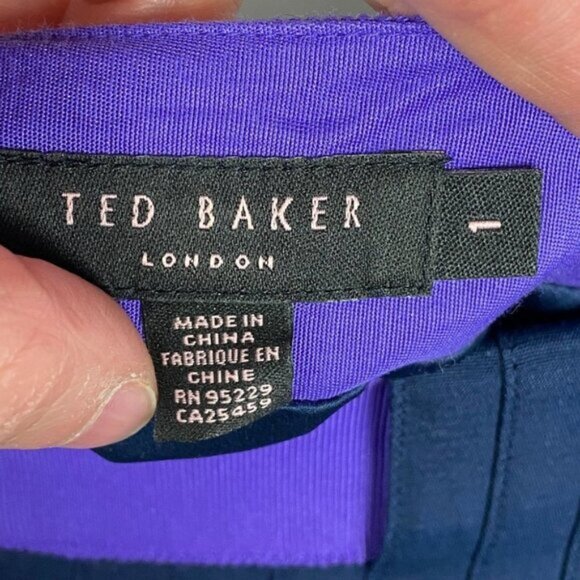 TED BAKER
LONDON
1
MADE IN
CHINA
FABRIQUE EN
CHINE
RN 95229
CA25459